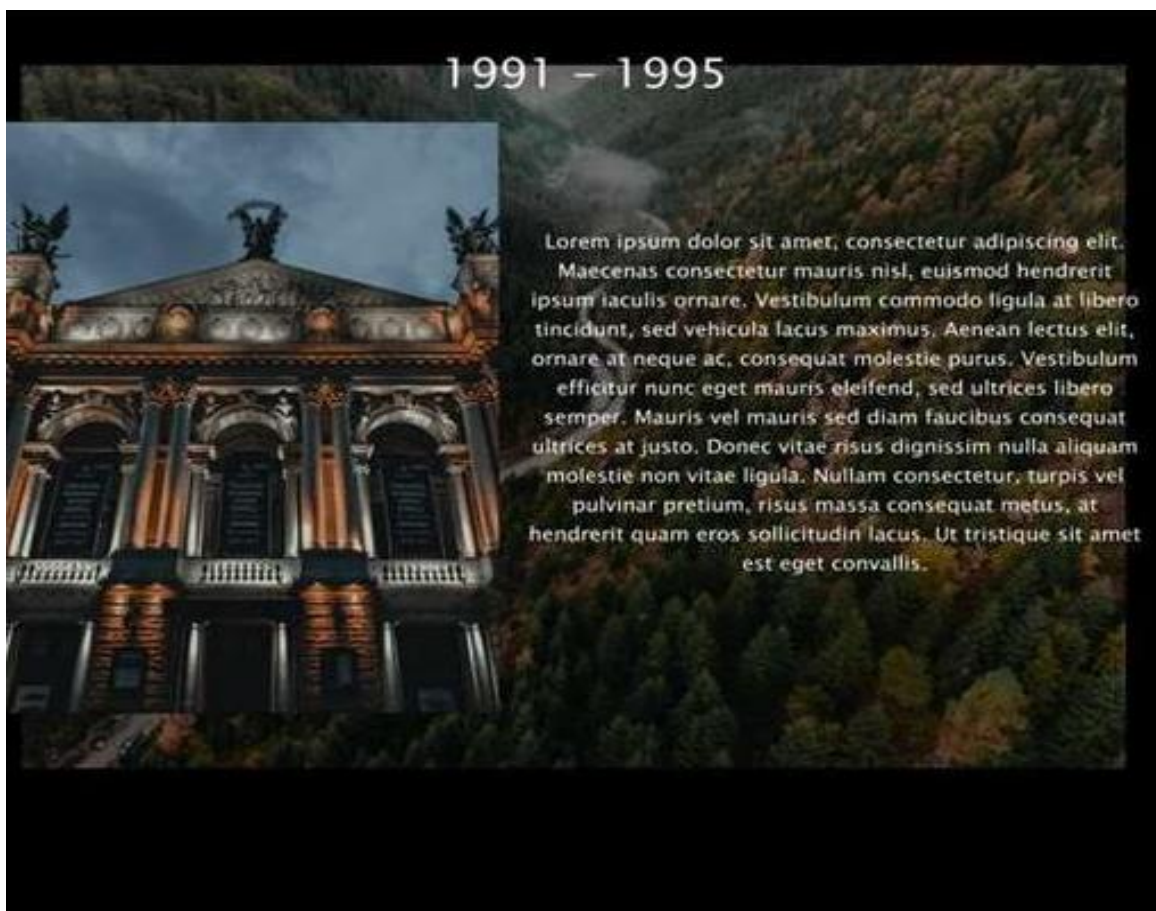 1991 – 1995
Lorem ipsum dolor sit amet, consectetur adipiscing elit.
Maecenas consectetur mauris nisl, euismod hendrerit
ipsum iaculis ornare. Vestibulum commodo ligula at libero
tincidunt, sed vehicula lacus maximus. Aenean lectus elit,
ornare at neque ac, consequat molestie purus. Vestibulum
efficitur nunc eget mauris eleifend, sed ultrices libero
semper. Mauris vel mauris sed diam faucibus consequat
ultrices at justo. Donec vitae risus dignissim nulla aliquam
molestie non vitae ligula. Nullam consectetur, turpis vel
pulvinar pretium, risus massa consequat metus, at
hendrerit quam eros sollicitudin lacus. Ut tristique sit amet
est eget convallis.